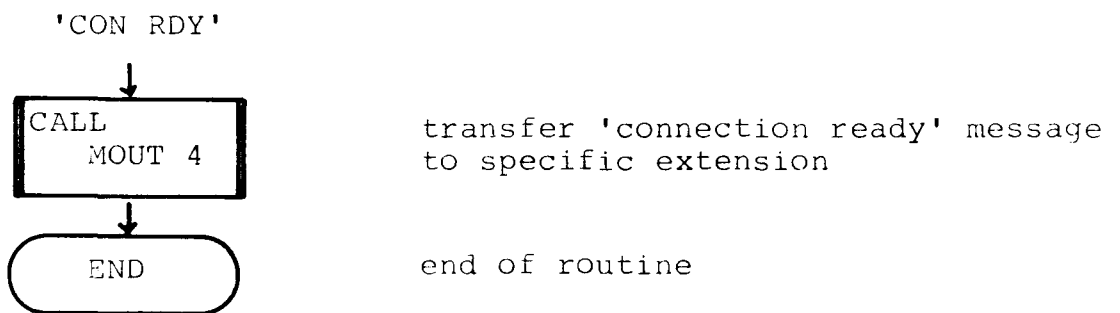 'CON RDY'
CALL
MOUT 4
transfer 'connection ready' message
to specific extension
END
end of routine